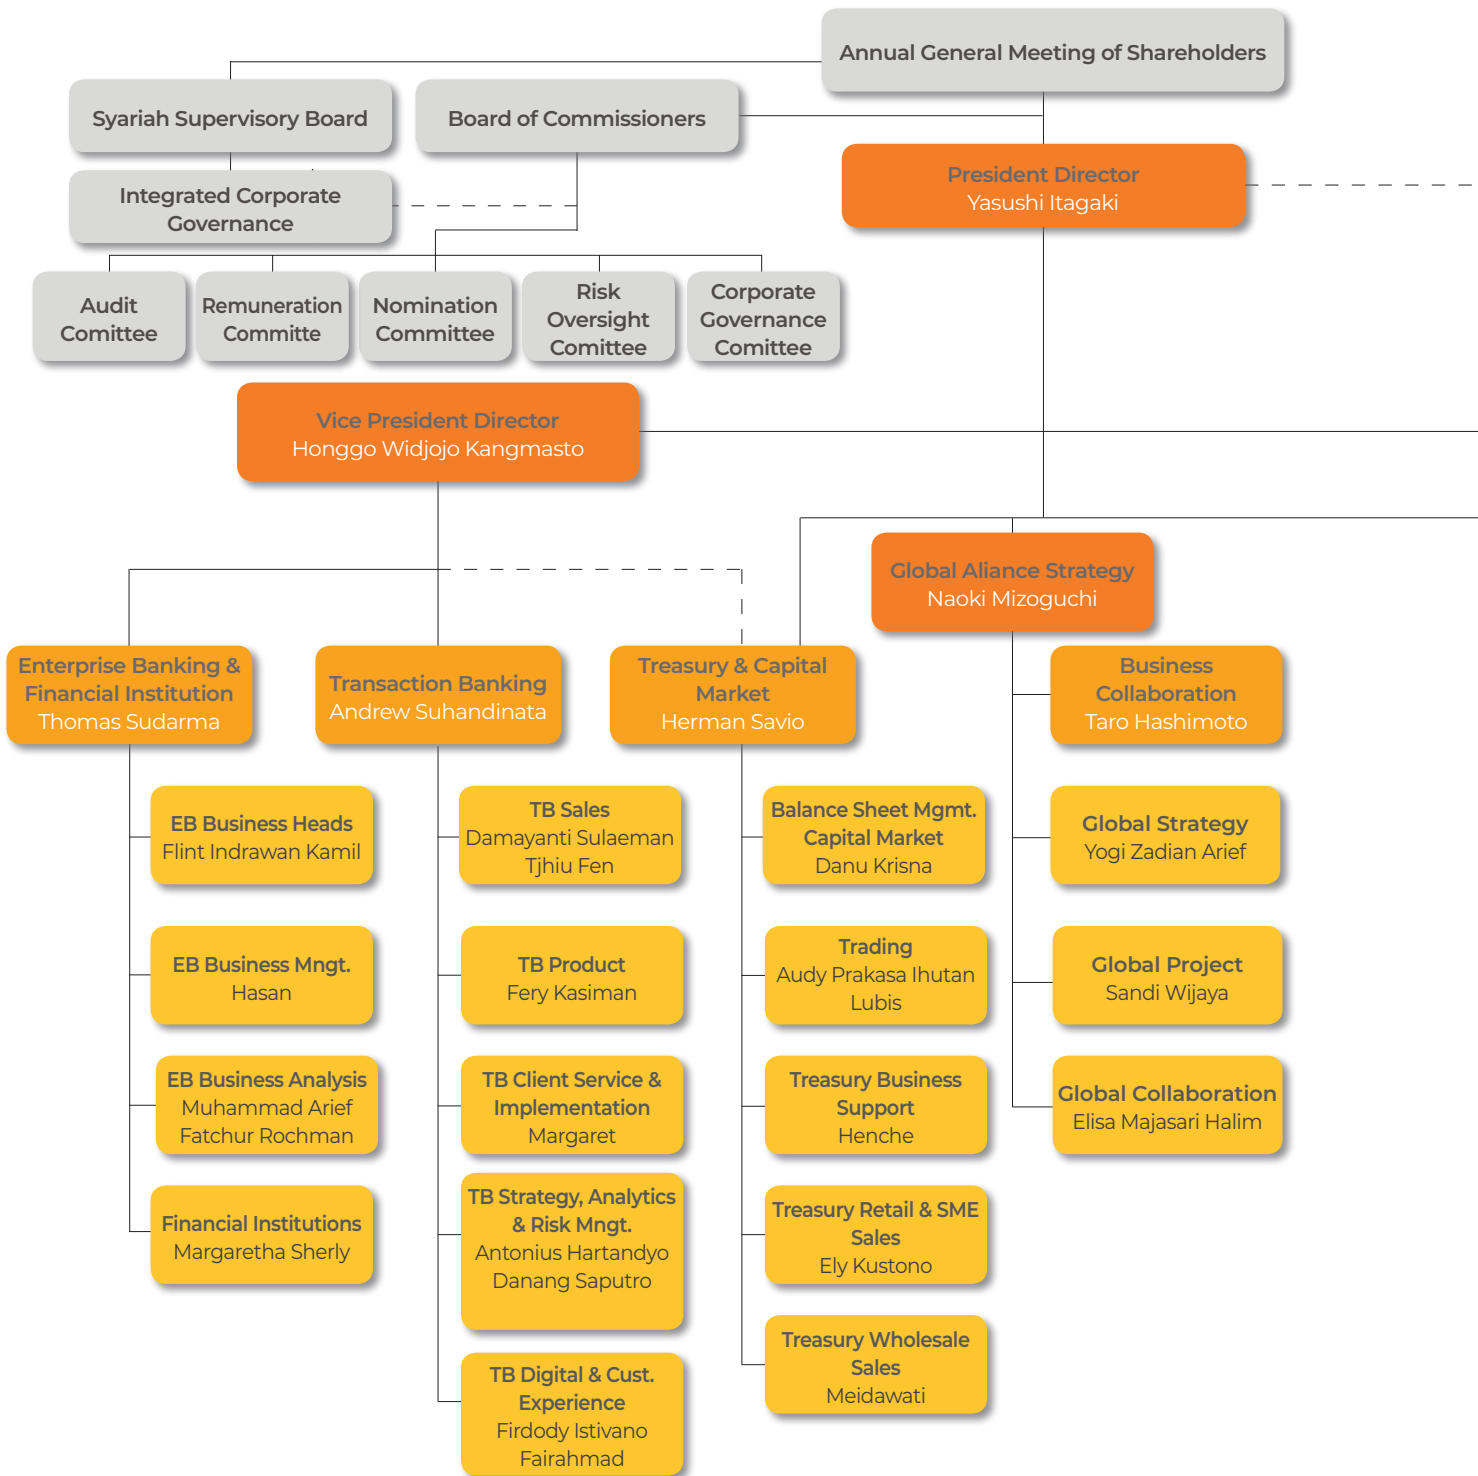 Annual General Meeting of Shareholders
Syariah Supervisory Board
Board of Commissioners
President Director
Yasushi Itagaki
Integrated Corporate
Governance
Audit
Comittee
Remuneration
Committe
Nomination
Committee
Risk
Oversight
Comittee
Corporate
Governance
Comittee
Vice President Director
Honggo Widjojo Kangmasto
Global Aliance Strategy
Naoki Mizoguchi
Enterprise Banking &
Financial Institution
Thomas Sudarma
Transaction Banking
Andrew Suhandinata
Treasury & Capital
Market
Herman Savio
Business
Collaboration
Taro Hashimoto
EB Business Heads
Flint Indrawan Kamil
TB Sales
Damayanti Sulaeman
Tjhiu Fen
Balance Sheet Mgmt.
Capital Market
Danu Krisna
Global Strategy
Yogi Zadian Arief
EB Business Mngt.
Hasan
TB Product
Fery Kasiman
Trading
Audy Prakasa Ihutan
Lubis
Global Project
Sandi Wijaya
EB Business Analysis
Muhammad Arief
Fatchur Rochman
TB Client Service &
Implementation
Margaret
Treasury Business
Support
Henche
Global Collaboration
Elisa Majasari Halim
Financial Institutions
Margaretha Sherly
TB Strategy, Analytics
& Risk Mngt.
Antonius Hartandyo
Danang Saputro
Treasury Retail & SME
Sales
Ely Kustono
TB Digital & Cust.
Experience
Firdody Istivano
Fairahmad
Treasury Wholesale
Sales
Meidawati